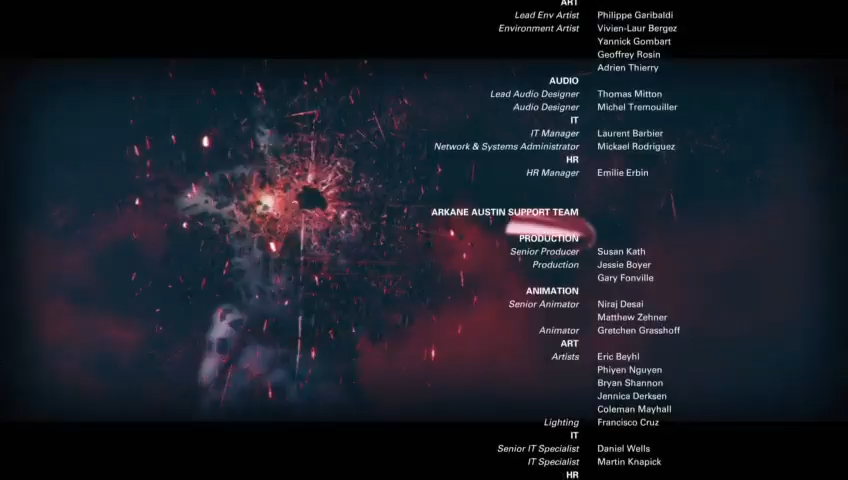 ART
Lead Env Artist Philippe Garibaldi
Environment Artist Vivien-Laur Bergez
Yannick Gombart
Geoffrey Rosin
Adrien Thierry
AUDIO
Lead Audio Designer Thomas Mitton
Audio Designer Michel Tremouiller
IT
IT Manager Laurent Barbier
Network & Systems Administrator Mickael Rodriguez
HR
HR Manager Emilie Erbin
ARKANE AUSTIN SUPPORT TEAM
PRODUCTION
Senior Producer Susan Kath
Production Jessie Boyer
Gary Fonville
ANIMATION
Senior Animator Niraj Desai
Matthew Zehner
Animator Gretchen Grasshoff
ART
Artists Eric Beyhl
Phiyen Nguyen
Bryan Shannon
Jennica Derksen
Coleman Mayhall
Lighting Francisco Cruz
IT
Senior IT Specialist Daniel Wells
IT Specialist Martin Knapick
HR